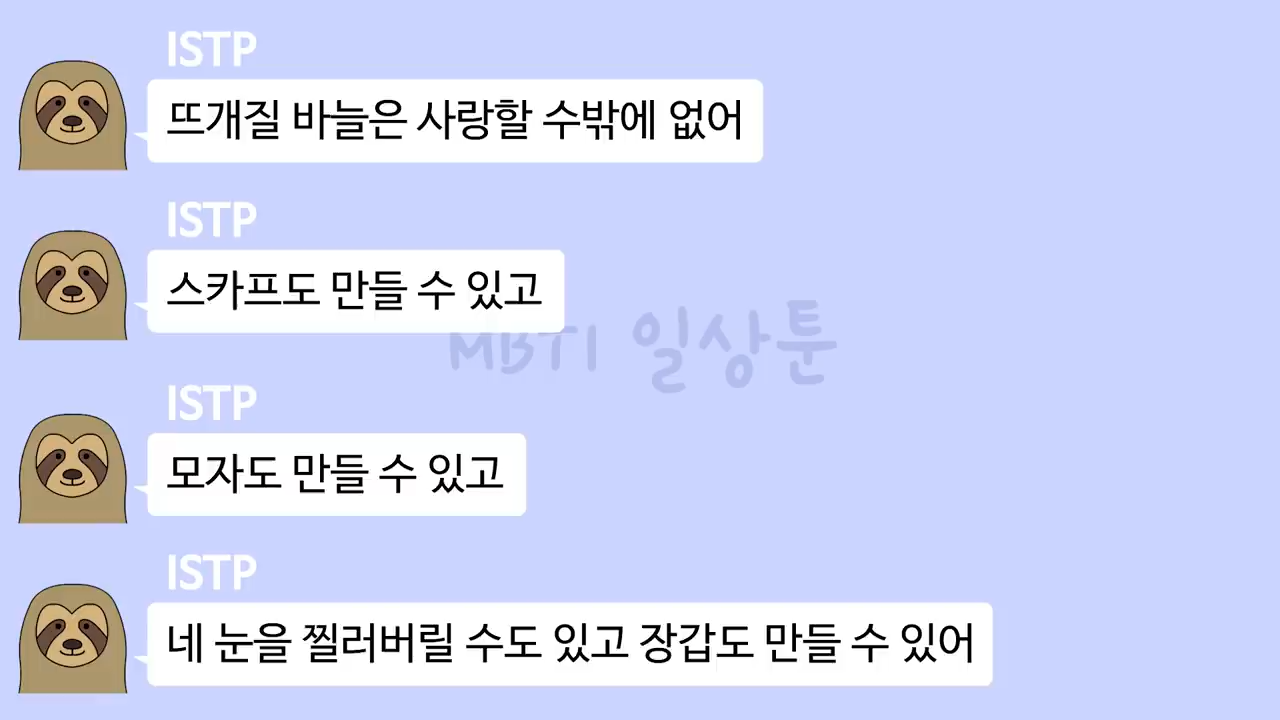 ISTP
뜨개질 바늘은 사랑할 수밖에 없어
ISTP
스카프도 만들 수 있고
MBTI 일상툰
ISTP
모자도 만들 수 있고
ISTP
네 눈을 찔러버릴 수도 있고 장갑도 만들 수 있어